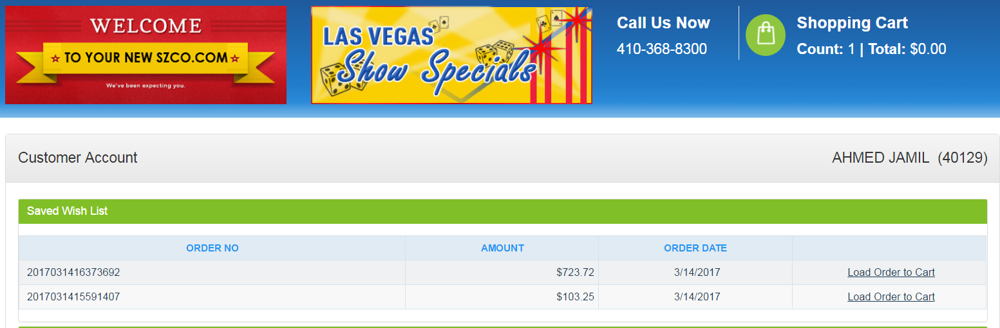 WELCOME
TO YOUR NEW SZCO.COM
We've been expecting you.
LAS VEGAS
Show Specials
Call Us Now
410-368-8300
Shopping Cart
Count: 1 | Total: $0.00
Customer Account
AHMED JAMIL (40129)
Saved Wish List
ORDER NO AMOUNT ORDER DATE
2017031416373692 $723.72 3/14/2017 Load Order to Cart
2017031415591407 $103.25 3/14/2017 Load Order to Cart